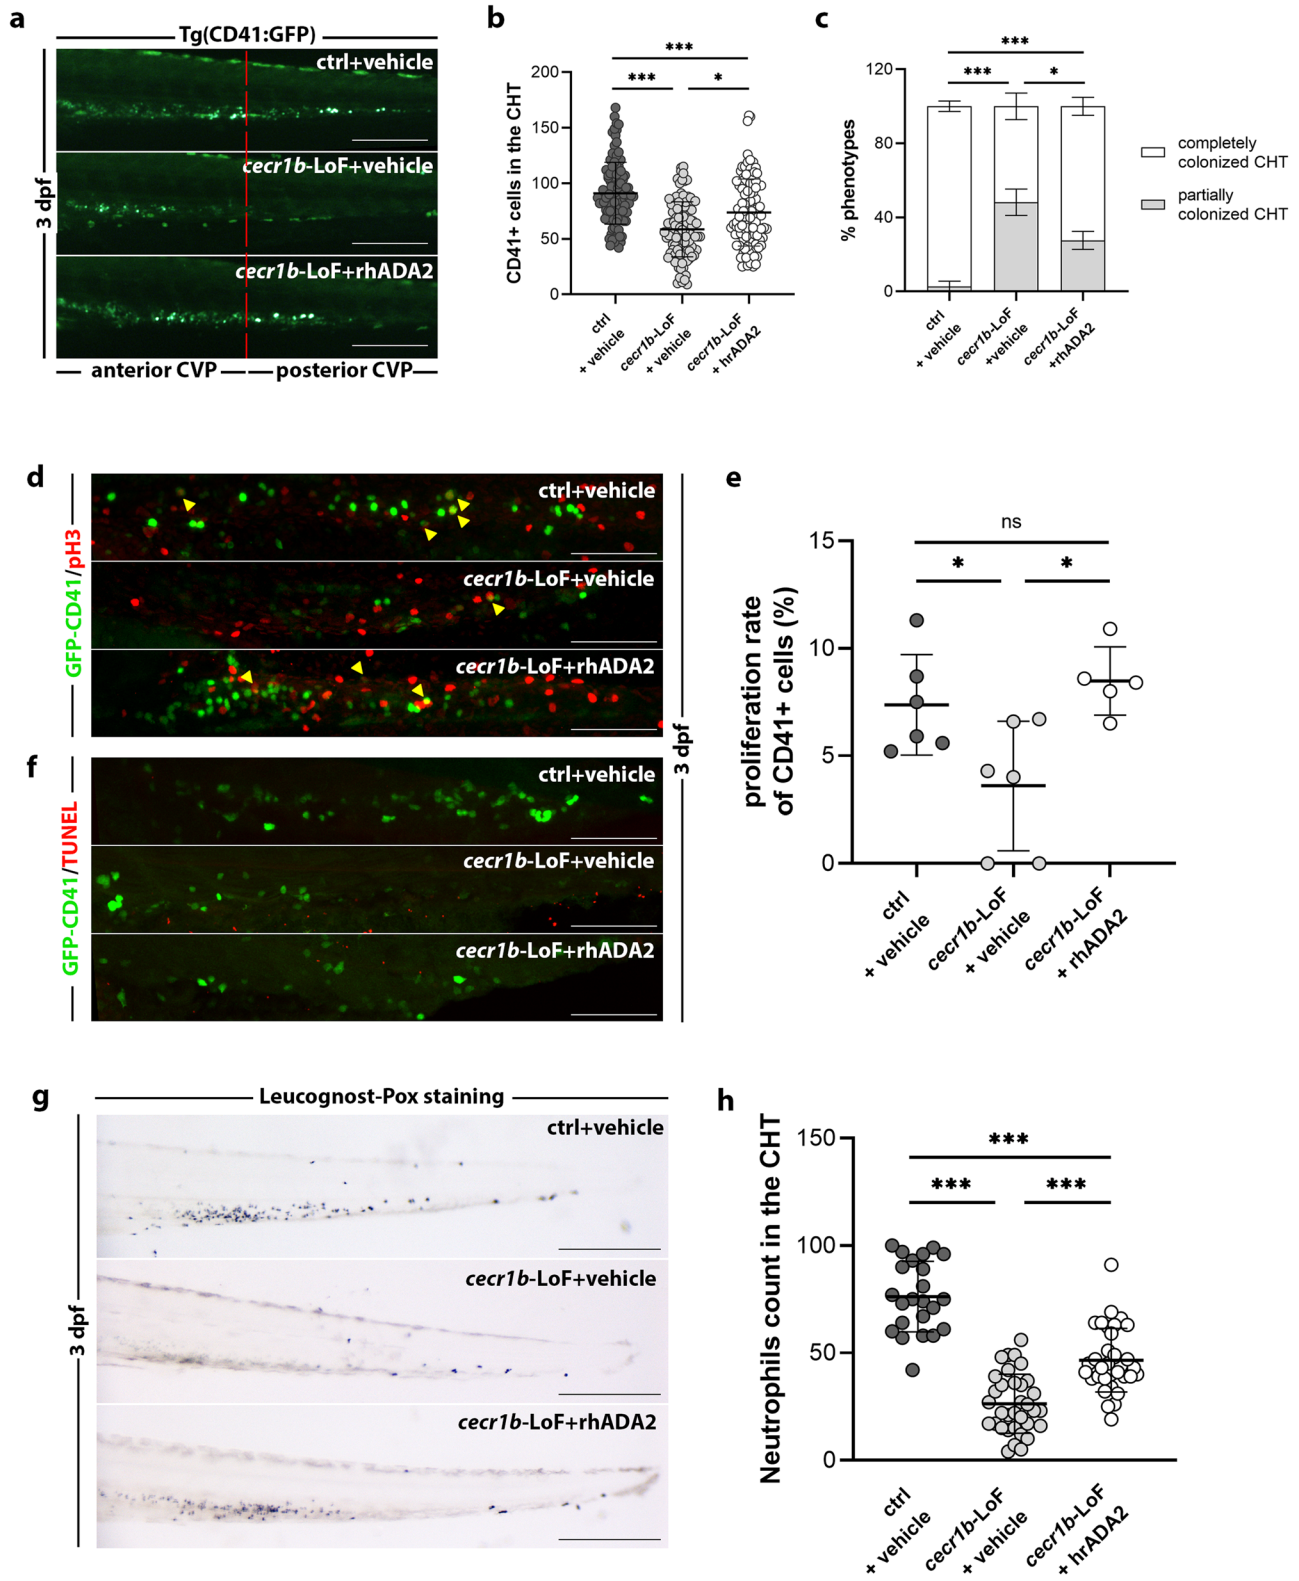 a
Tg(CD41:GFP)
ctrl+vehicle
cecr1b-LoF+vehicle
cecr1b-LoF+rhADA2
3 dpf
anterior CVP
posterior CVP
b
CD41+ cells in the CHT
200
150
100
50
0
***
***
*
ctrl
+ vehicle
cecr1b-LoF
+ vehicle
cecr1b-LoF
+ hrADA2
c
% phenotypes
120
80
40
0
***
***
*
ctrl
+ vehicle
cecr1b-LoF
+vehicle
cecr1b-LoF
+rhADA2
completely
colonized CHT
partially
colonized CHT
d
GFP-CD41/pH3
ctrl+vehicle
cecr1b-LoF+vehicle
cecr1b-LoF+rhADA2
3 dpf
e
proliferation rate
of CD41+ cells (%)
15
10
5
0
ns
*
*
ctrl
+ vehicle
cecr1b-LoF
+ vehicle
cecr1b-LoF
+ rhADA2
f
GFP-CD41/TUNEL
ctrl+vehicle
cecr1b-LoF+vehicle
cecr1b-LoF+rhADA2
g
Leucognost-Pox staining
ctrl+vehicle
cecr1b-LoF+vehicle
cecr1b-LoF+rhADA2
3 dpf
h
Neutrophils count in the CHT
150
100
50
0
***
***
***
ctrl
+ vehicle
cecr1b-LoF
+ vehicle
cecr1b-LoF
+ hrADA2